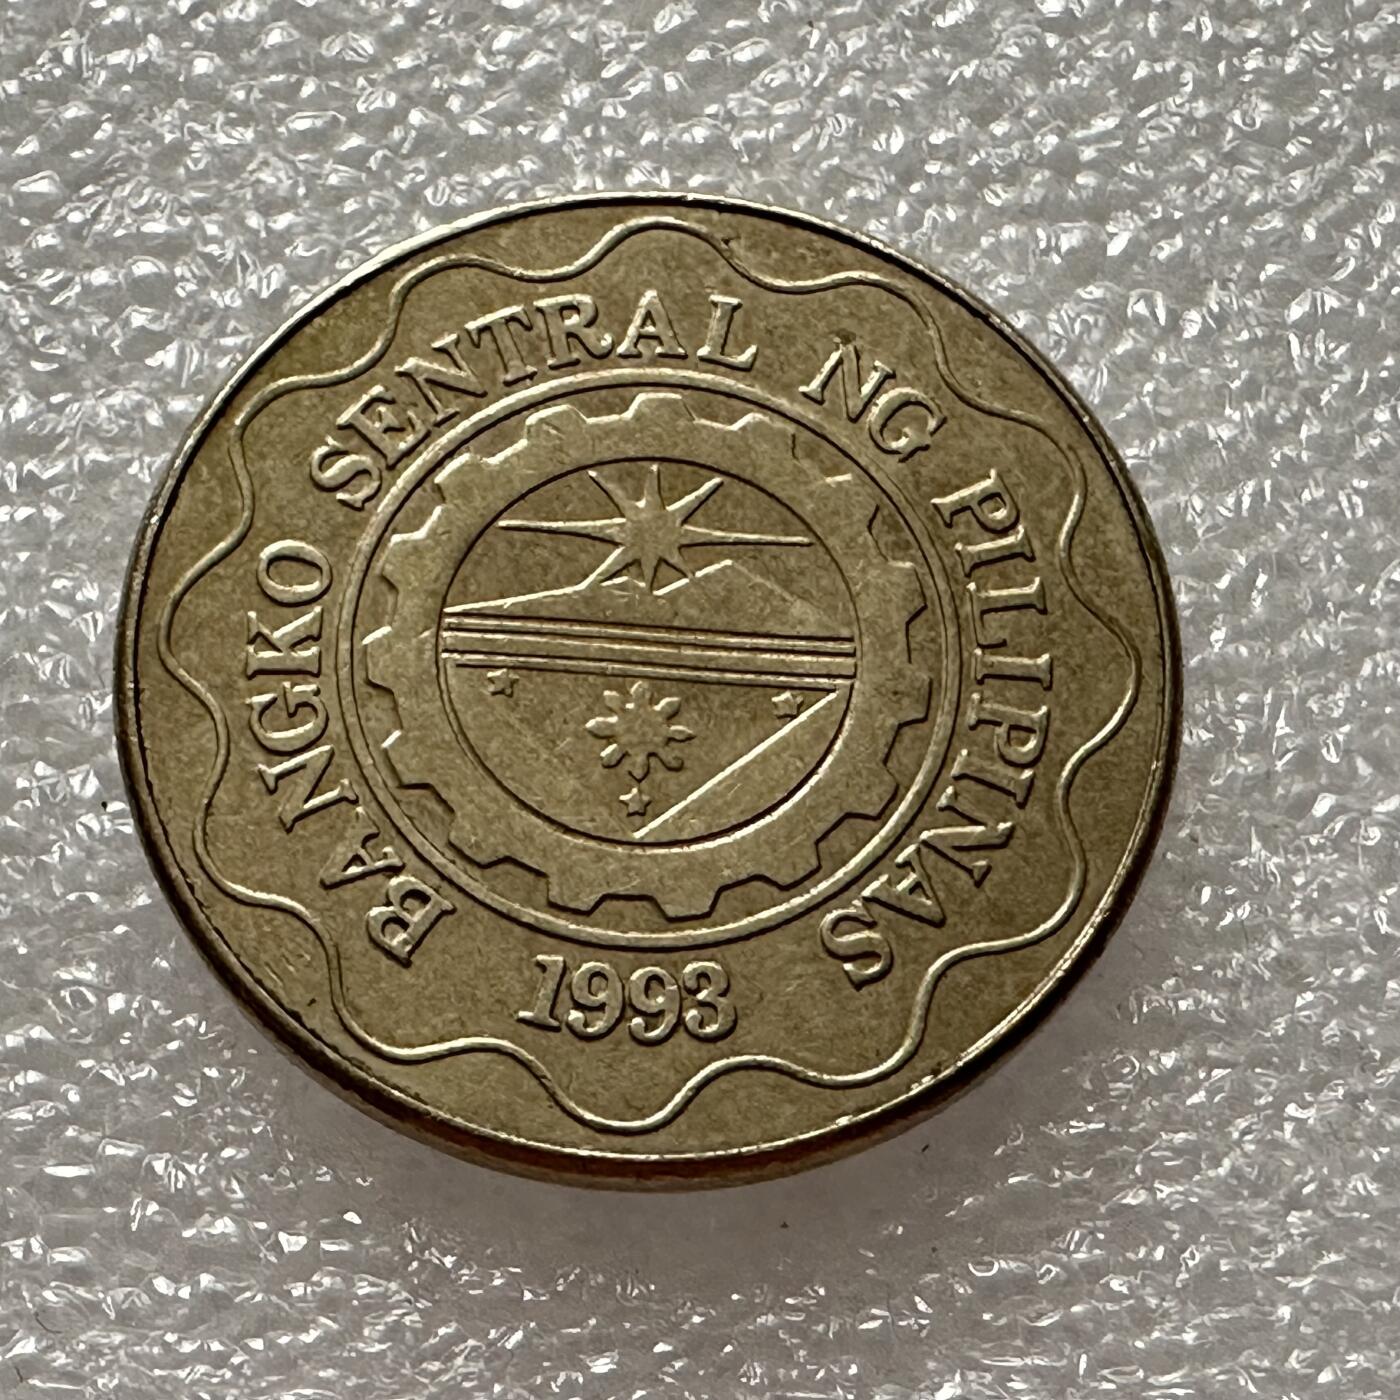 BANGKO SENTRAL NG PILIPINAS
1993